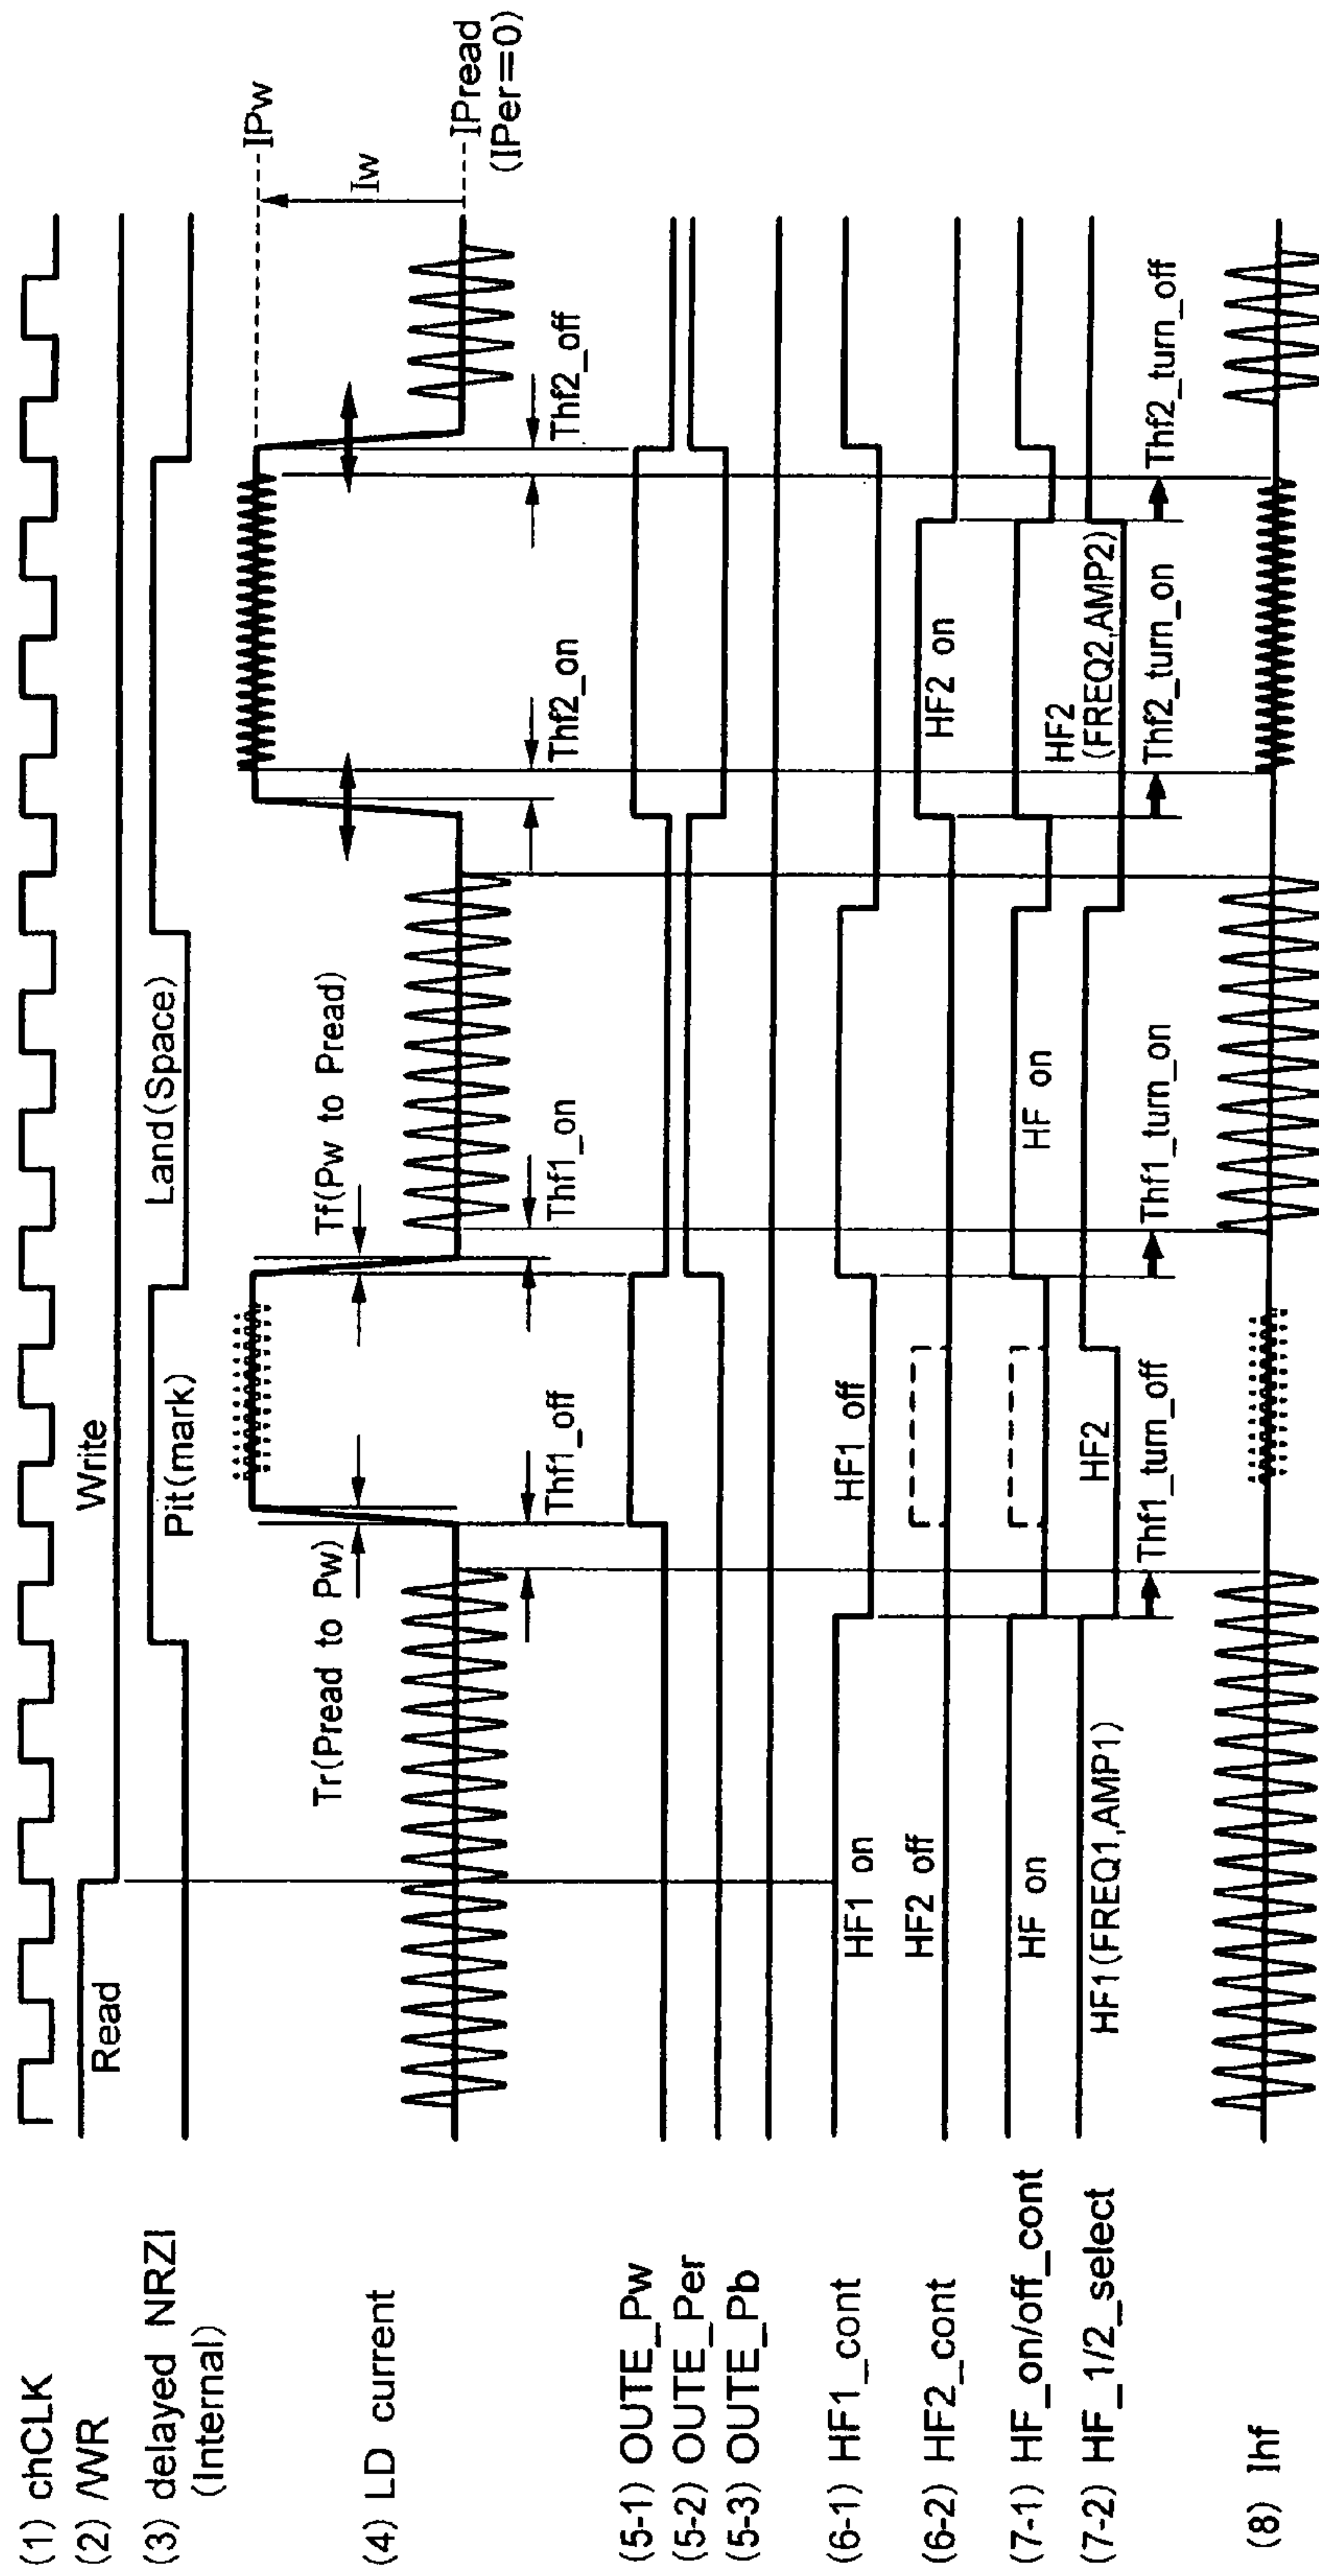 (1) chCLK
(2) /WR
Read
Write
(3) delayed NRZI
(Internal)
Pit(mark)
Land(Space)
(4) LD current
Tr(Pread to Pw)
Tf(Pw to Pread)
IPw
Iw
IPread
(IPer=0)
Thf1_off
Thf1_on
Thf2_on
Thf2_off
(5-1) OUTE_Pw
(5-2) OUTE_Per
(5-3) OUTE_Pb
(6-1) HF1_cont
HF1 on
HF1 off
(6-2) HF2_cont
HF2 off
HF2 on
(7-1) HF_on/off_cont
HF on
HF on
(7-2) HF_1/2_select
HF1(FREQ1,AMP1)
HF2
HF2
(FREQ2,AMP2)
Thf1_turn_off
Thf1_turn_on
Thf2_turn_on
Thf2_turn_off
(8) Ihf